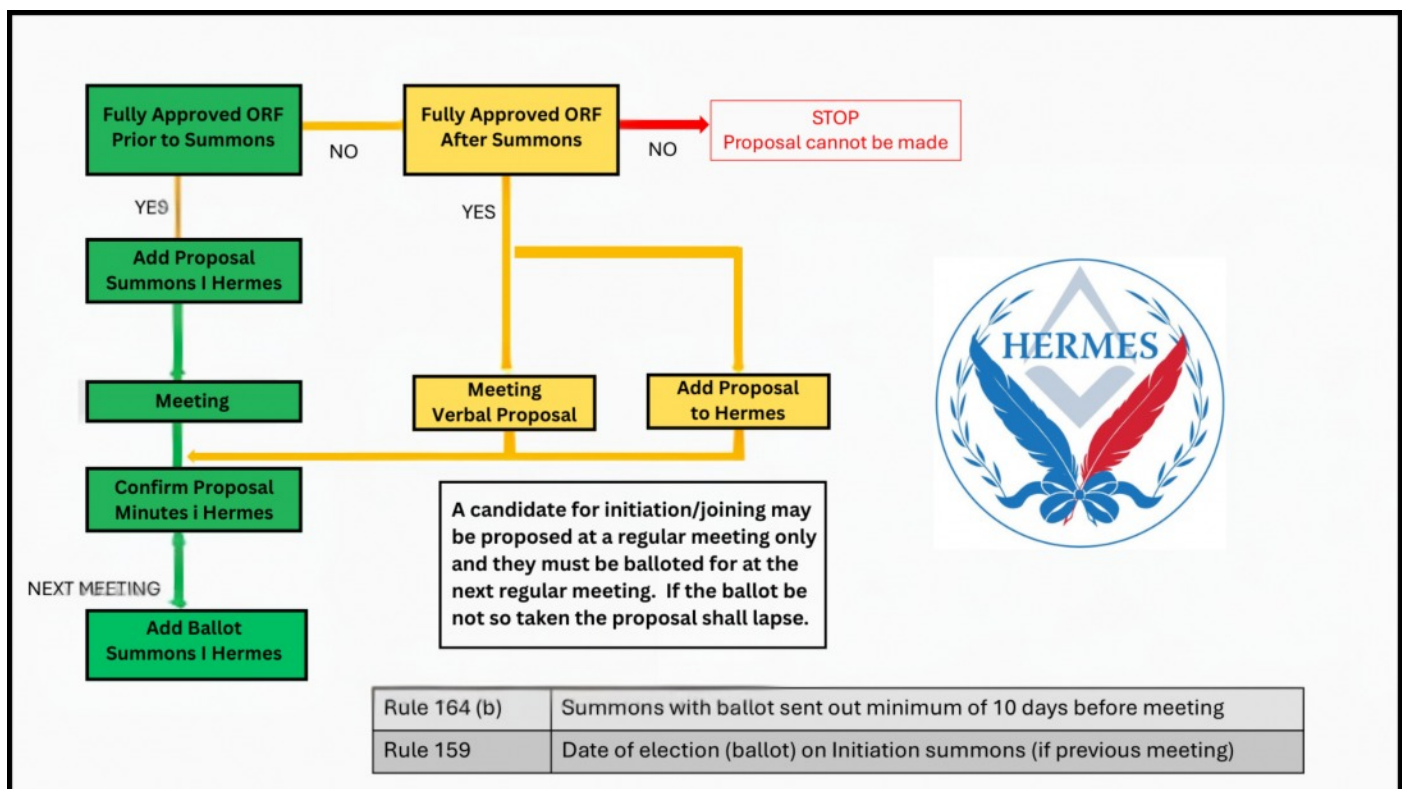 Fully Approved ORF
Prior to Summons
NO
Fully Approved ORF
After Summons
NO
STOP
Proposal cannot be made
YES
YES
Add Proposal
Summons I Hermes
Meeting
Meeting
Verbal Proposal
Add Proposal
to Hermes
HERMES
Confirm Proposal
Minutes i Hermes
NEXT MEETING
Add Ballot
Summons I Hermes
A candidate for initiation/joining may
be proposed at a regular meeting only
and they must be balloted for at the
next regular meeting. If the ballot be
not so taken the proposal shall lapse.
Rule 164 (b) Summons with ballot sent out minimum of 10 days before meeting
Rule 159 Date of election (ballot) on Initiation summons (if previous meeting)